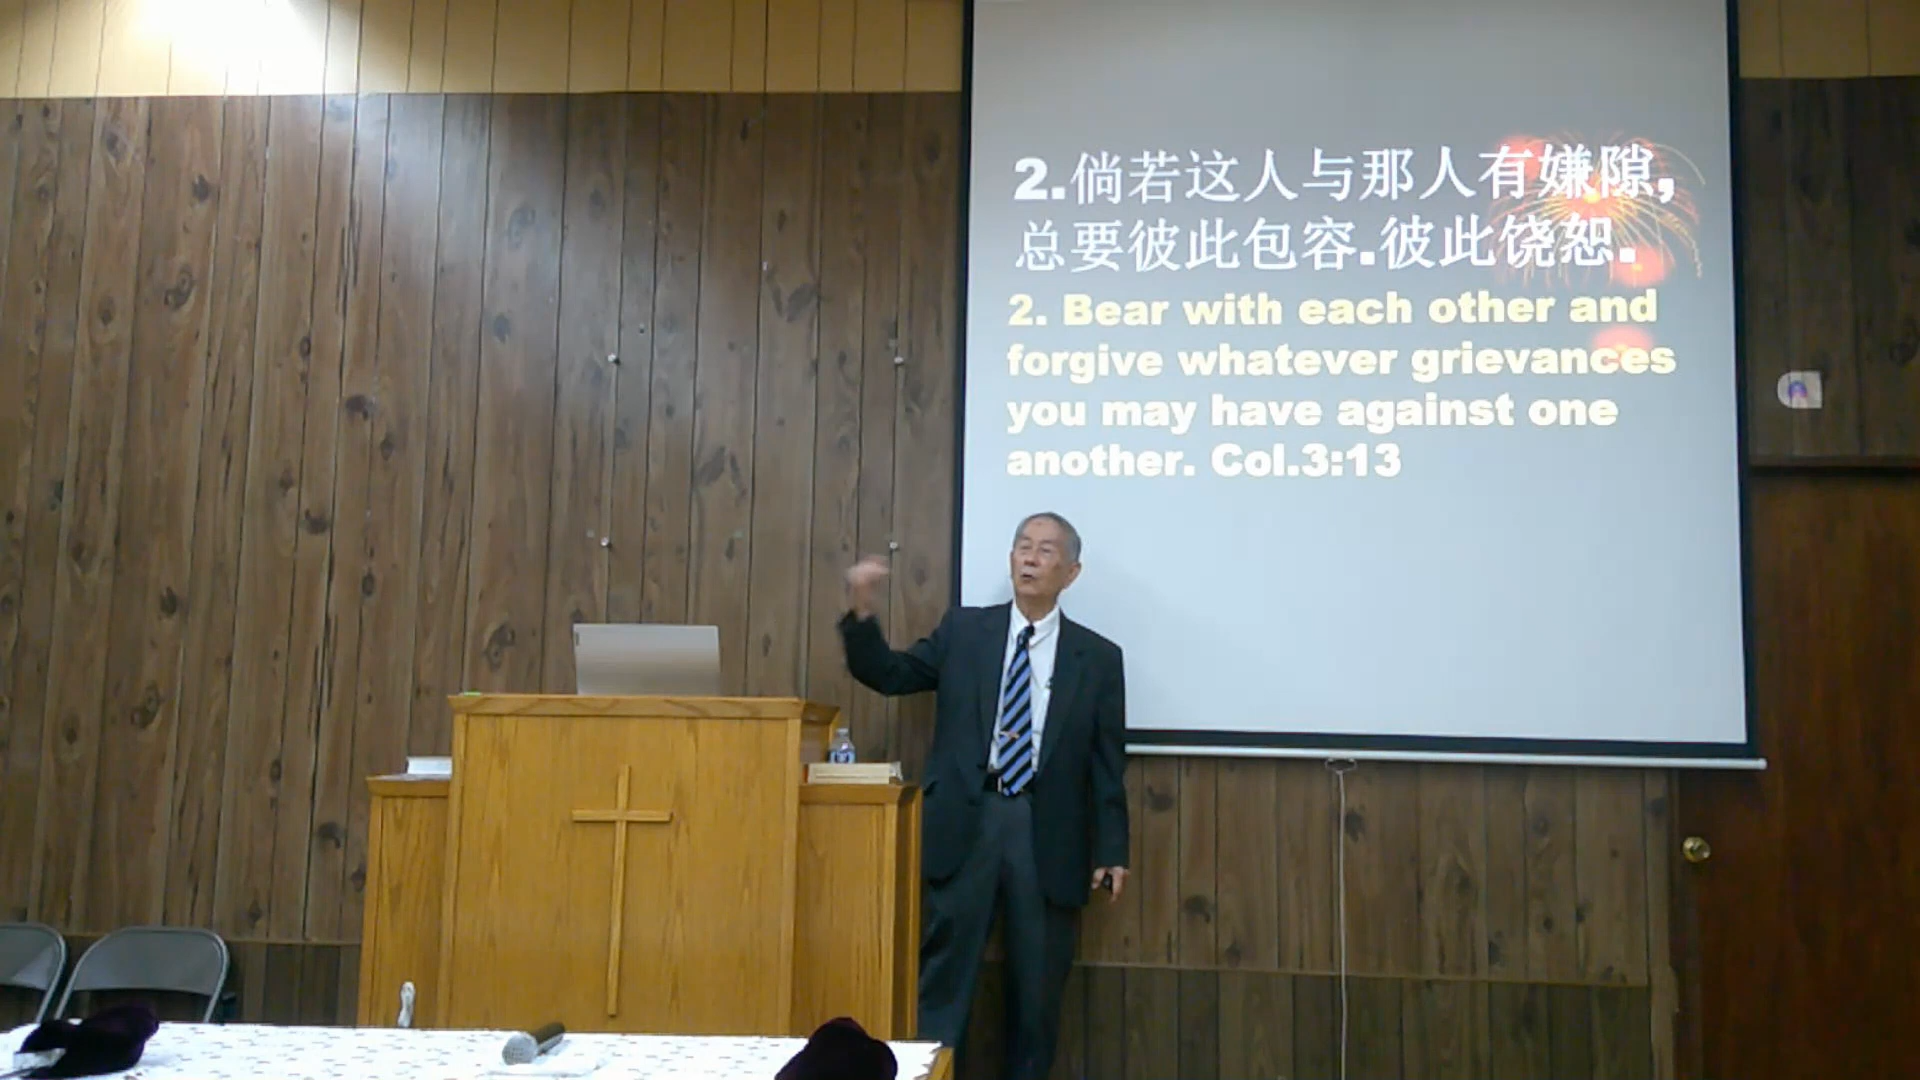 2.倘若这人与那人有嫌隙,
总要彼此包容.彼此饶恕.
2. Bear with each other and
forgive whatever grievances
you may have against one
another. Col.3:13